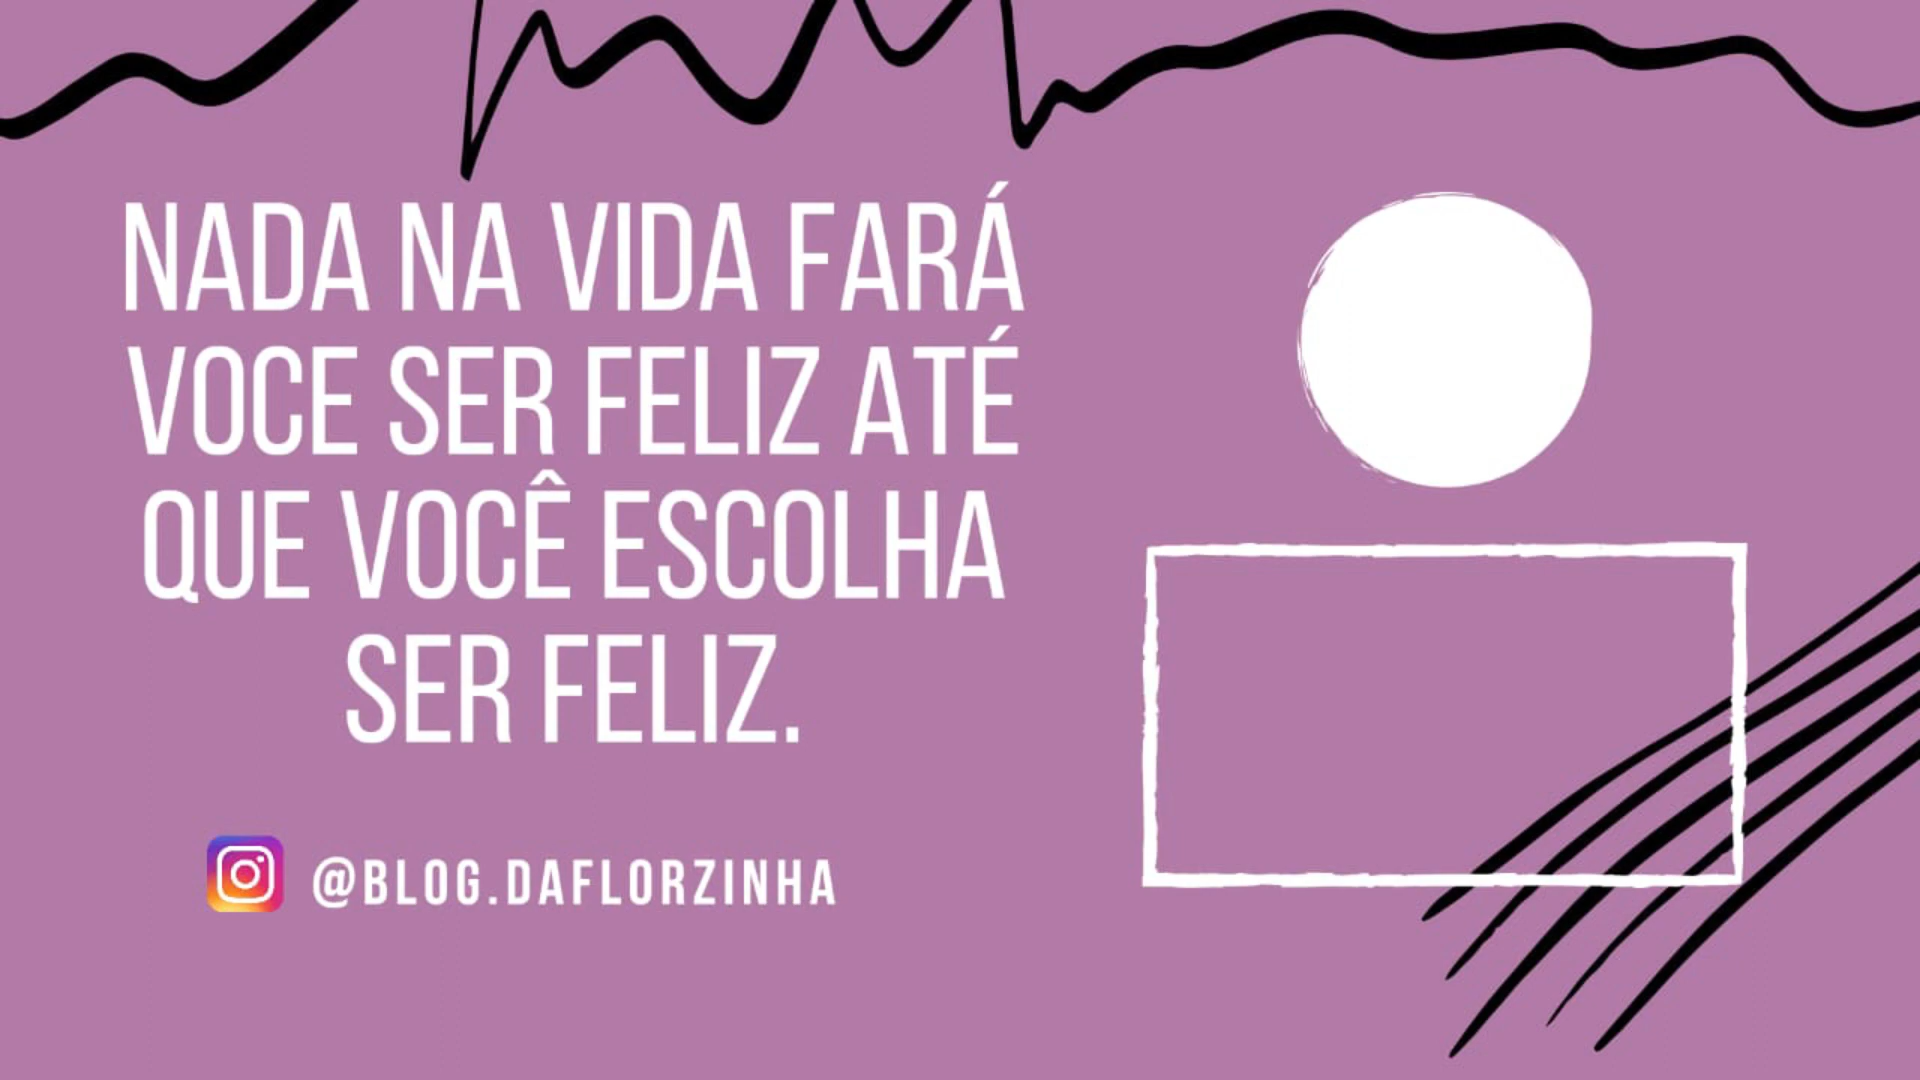 NADA NA VIDA FARÁ
VOCE SER FELIZ ATÉ
QUE VOCÊ ESCOLHA
SER FELIZ.
@BLOG.DAFLORZINHA